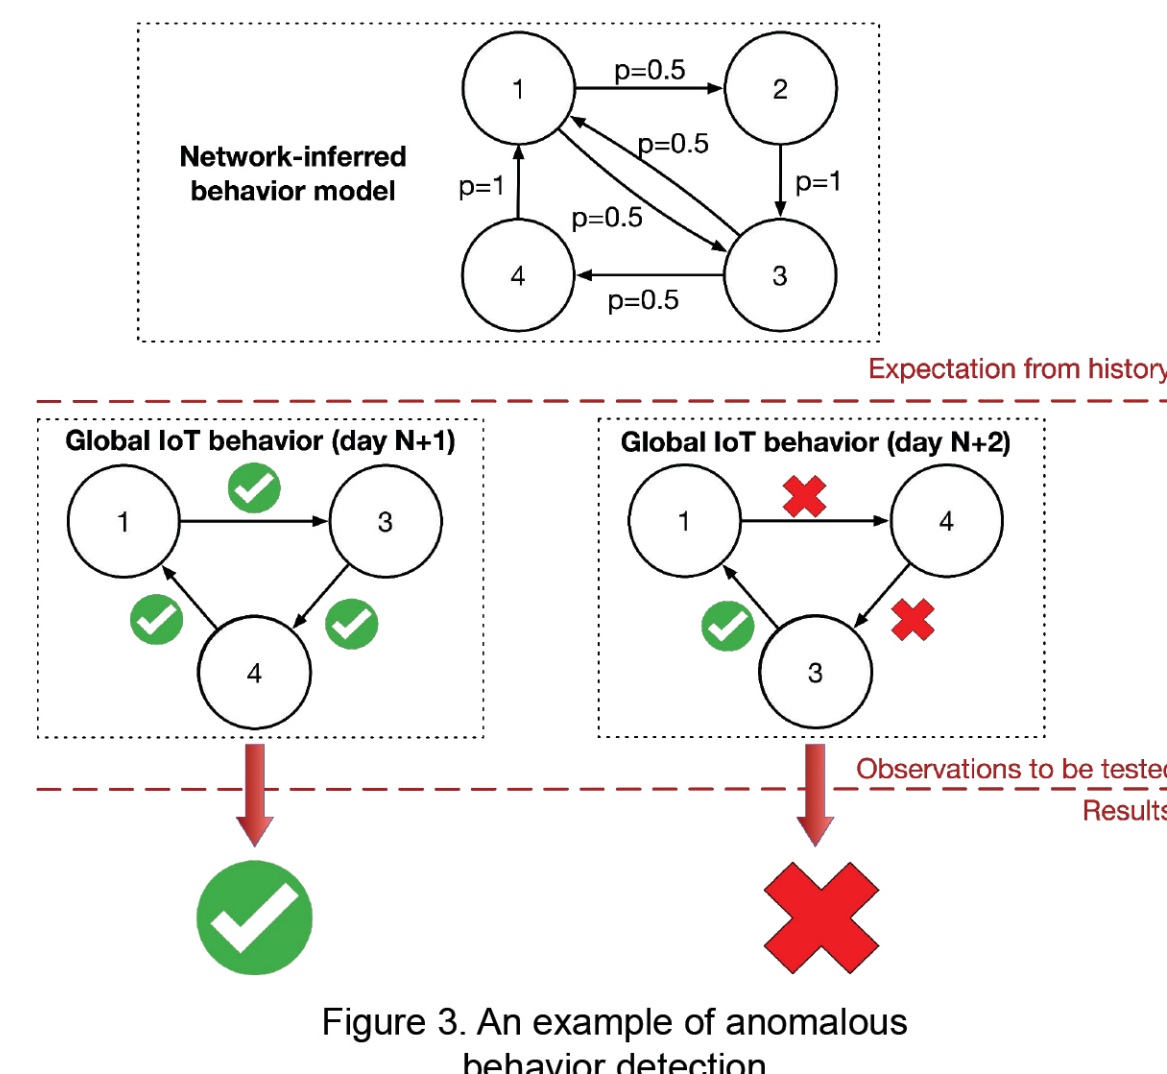 1
p=0.5
2
p=0.5
Network-inferred
behavior model
p=1
p=1
p=0.5
4
3
p=0.5
Expectation from history
Global IoT behavior (day N+1)
1
3
4
Global IoT behavior (day N+2)
1
4
3
Observations to be tested
Results
Figure 3. An example of anomalous
behavior detection